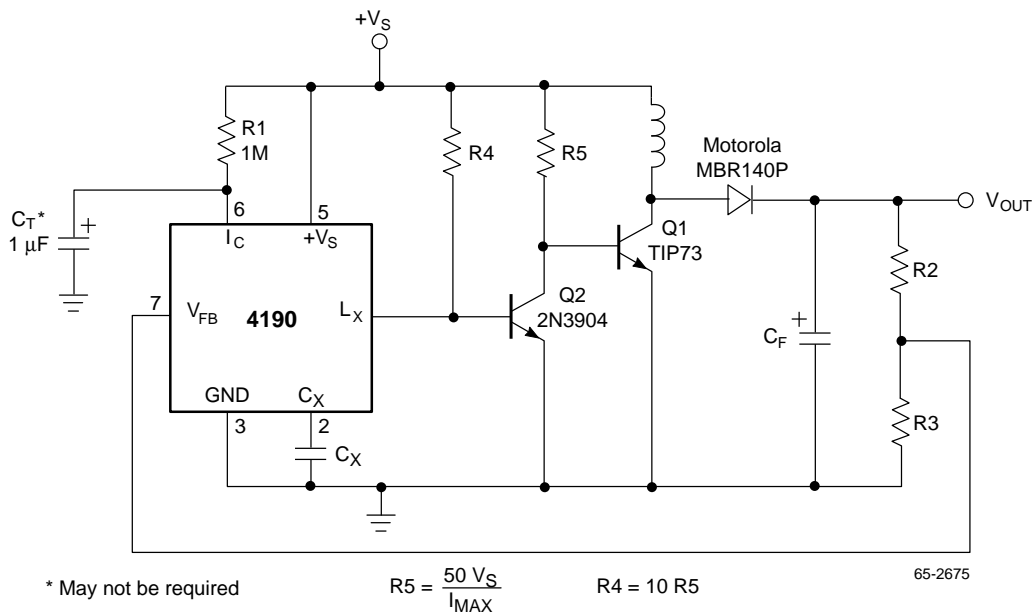 +VS
R1
1M
R4
R5
Motorola
MBR140P
CT*
1 µF
+
6
5
IC
+VS
Q1
TIP73
VOUT
7
VFB
4190
LX
Q2
2N3904
R2
+
CF
GND
CX
3
2
CX
R3
65-2675
* May not be required
R5 = 50 VS / IMAX
R4 = 10 R5